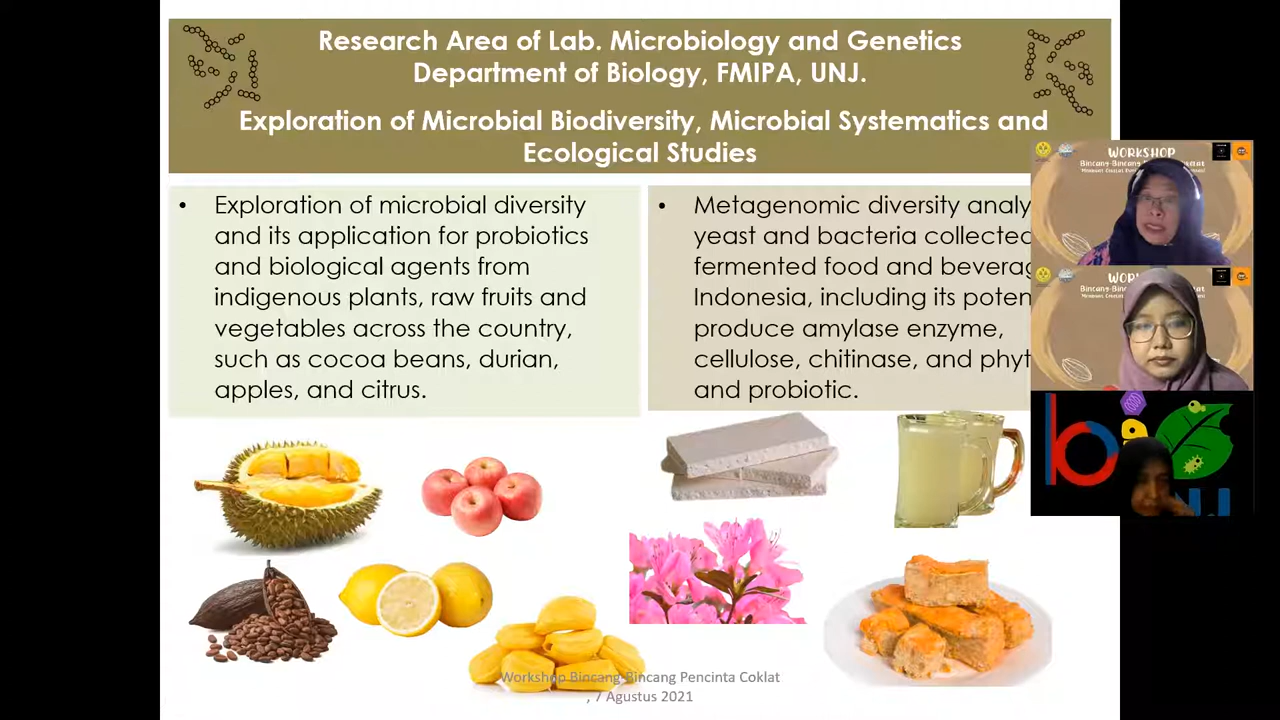 Research Area of Lab. Microbiology and Genetics
Department of Biology, FMIPA, UNJ.
Exploration of Microbial Biodiversity, Microbial Systematics and
Ecological Studies
• Exploration of microbial diversity
and its application for probiotics
and biological agents from
indigenous plants, raw fruits and
vegetables across the country,
such as cocoa beans, durian,
apples, and citrus.
• Metagenomic diversity analy
yeast and bacteria collected
fermented food and beverag
Indonesia, including its poten
produce amylase enzyme,
cellulose, chitinase, and phyt
and probiotic.
WORKSHOP
Bincang-Bincang
Workshop Bincang-Bincang Pencinta Coklat
, 7 Agustus 2021